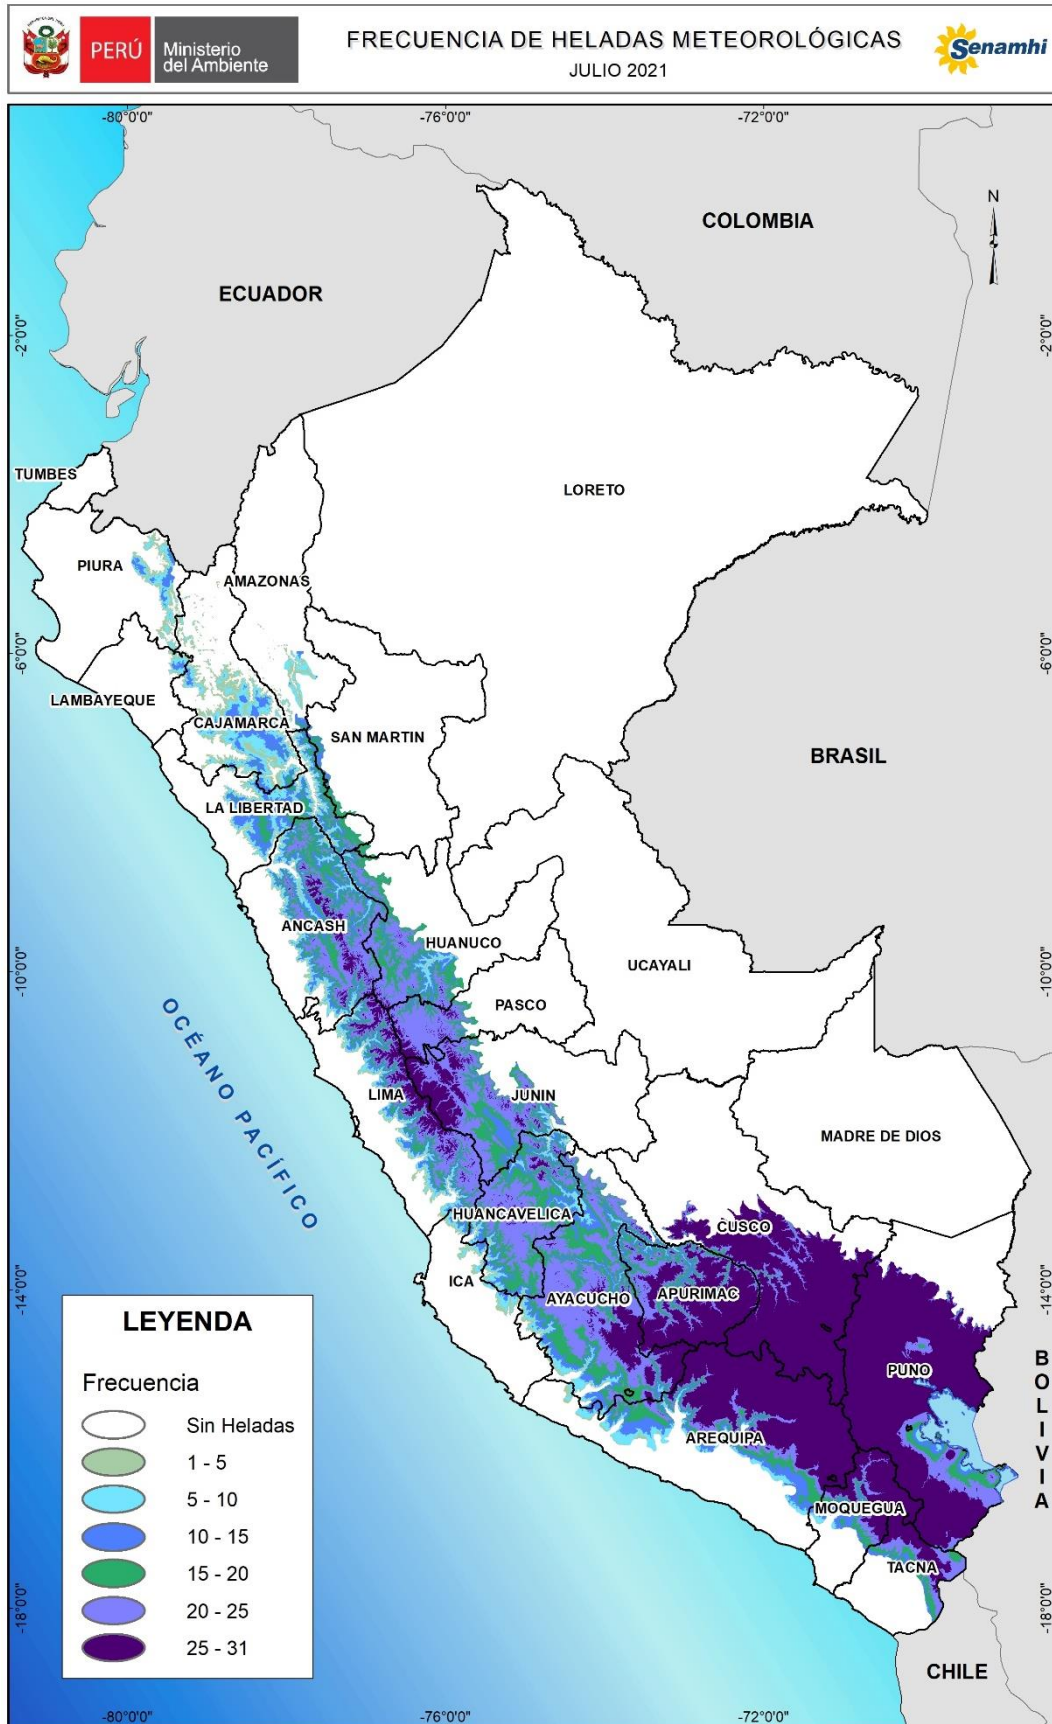 PERÚ
Ministerio
del Ambiente
FRECUENCIA DE HELADAS METEOROLÓGICAS
JULIO 2021
Senamhi
-80°0'0"
-76°0'0"
-72°0'0"
N
COLOMBIA
ECUADOR
-2°0'0"
-2°0'0"
TUMBES
LORETO
PIURA
AMAZONAS
-6°0'0"
-6°0'0"
LAMBAYEQUE
CAJAMARCA
SAN MARTIN
BRASIL
LA LIBERTAD
ANCASH
HUANUCO
UCAYALI
-10°0'0"
-10°0'0"
PASCO
OCÉANO PACÍFICO
LIMA
JUNIN
MADRE DE DIOS
HUANCAVELICA
CUSCO
ICA
AYACUCHO
APURIMAC
-14°0'0"
-14°0'0"
PUNO
BOLIVIA
AREQUIPA
MOQUEGUA
TACNA
-18°0'0"
-18°0'0"
CHILE
LEYENDA
Frecuencia
Sin Heladas
1 - 5
5 - 10
10 - 15
15 - 20
20 - 25
25 - 31
-80°0'0"
-76°0'0"
-72°0'0"